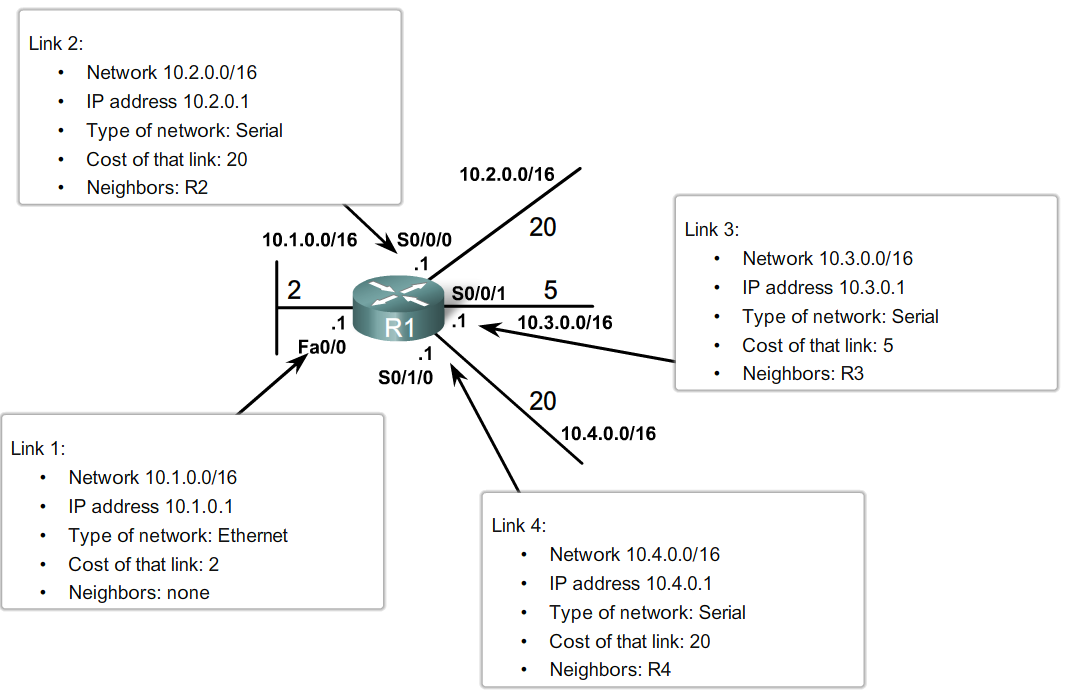 Link 2:
• Network 10.2.0.0/16
• IP address 10.2.0.1
• Type of network: Serial
• Cost of that link: 20
• Neighbors: R2
10.2.0.0/16
20
10.1.0.0/16
S0/0/0
.1
2
.1
Fa0/0
R1
S0/0/1
5
.1
10.3.0.0/16
.1
S0/1/0
20
10.4.0.0/16
Link 3:
• Network 10.3.0.0/16
• IP address 10.3.0.1
• Type of network: Serial
• Cost of that link: 5
• Neighbors: R3
Link 1:
• Network 10.1.0.0/16
• IP address 10.1.0.1
• Type of network: Ethernet
• Cost of that link: 2
• Neighbors: none
Link 4:
• Network 10.4.0.0/16
• IP address 10.4.0.1
• Type of network: Serial
• Cost of that link: 20
• Neighbors: R4